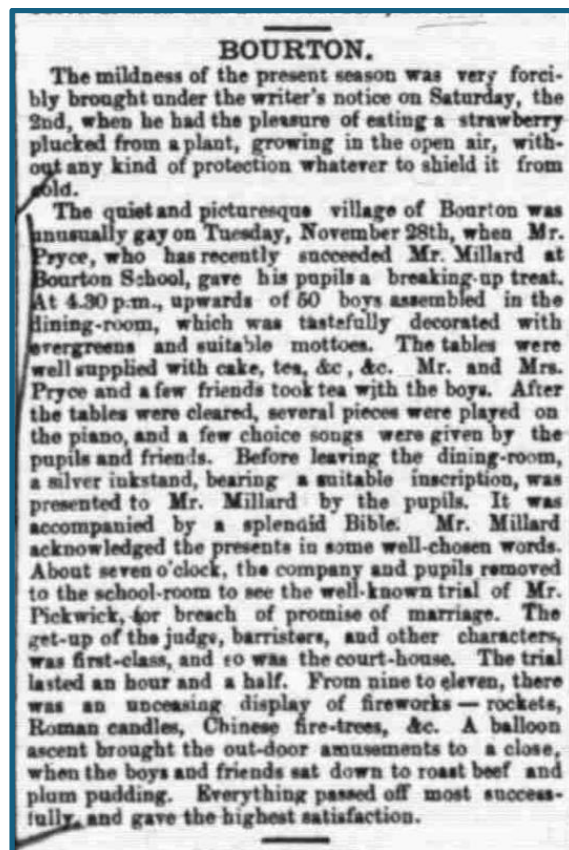 BOURTON.
The mildness of the present season was very forci-
bly brought under the writer's notice on Saturday, the
2nd, when he had the pleasure of eating a strawberry
plucked from a plant, growing in the open air, with-
out any kind of protection whatever to shield it from
cold.
The quiet and picturesque village of Bourton was
unusually gay on Tuesday, November 28th, when Mr.
Pryce, who has recently succeeded Mr. Millard at
Bourton School, gave his pupils a breaking-up treat.
At 4.30 p.m., upwards of 50 boys assembled in the
dining-room, which was tastefully decorated with
evergreens and suitable mottoes. The tables were
well supplied with cake, tea, &c, &c. Mr. and Mrs.
Pryce and a few friends took tea with the boys. After
the tables were cleared, several pieces were played on
the piano, and a few choice songs were given by the
pupils and friends. Before leaving the dining-room,
a silver inkstand, bearing a suitable inscription, was
presented to Mr. Millard by the pupils. It was
accompanied by a splendid Bible. Mr. Millard
acknowledged the presents in some well-chosen words.
About seven o'clock, the company and pupils removed
to the school-room to see the well-known trial of Mr.
Pickwick, for breach of promise of marriage. The
get-up of the judge, barristers, and other characters,
was first-class, and so was the court-house. The trial
lasted an hour and a half. From nine to eleven, there
was an unceasing display of fireworks — rockets,
Roman candles, Chinese fire-trees, &c. A balloon
ascent brought the out-door amusements to a close,
when the boys and friends sat down to roast beef and
plum pudding. Everything passed off most success-
fully, and gave the highest satisfaction.